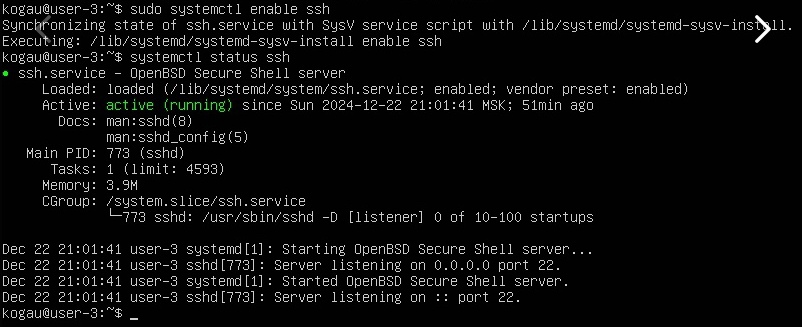 kogau@user-3:~$ sudo systemctl enable ssh
Synchronizing state of ssh.service with SysV service script with /lib/systemd/systemd-sysv-install.
Executing: /lib/systemd/systemd-sysv-install enable ssh
kogau@user-3:~$ systemctl status ssh
● ssh.service - OpenBSD Secure Shell server
     Loaded: loaded (/lib/systemd/system/ssh.service; enabled; vendor preset: enabled)
     Active: active (running) since Sun 2024-12-22 21:01:41 MSK; 51min ago
       Docs: man:sshd(8)
             man:sshd_config(5)
   Main PID: 773 (sshd)
      Tasks: 1 (limit: 4593)
     Memory: 3.9M
     CGroup: /system.slice/ssh.service
             └─773 sshd: /usr/sbin/sshd -D [listener] 0 of 10-100 startups

Dec 22 21:01:41 user-3 systemd[1]: Starting OpenBSD Secure Shell server...
Dec 22 21:01:41 user-3 sshd[773]: Server listening on 0.0.0.0 port 22.
Dec 22 21:01:41 user-3 systemd[1]: Started OpenBSD Secure Shell server.
Dec 22 21:01:41 user-3 sshd[773]: Server listening on :: port 22.
kogau@user-3:~$ _